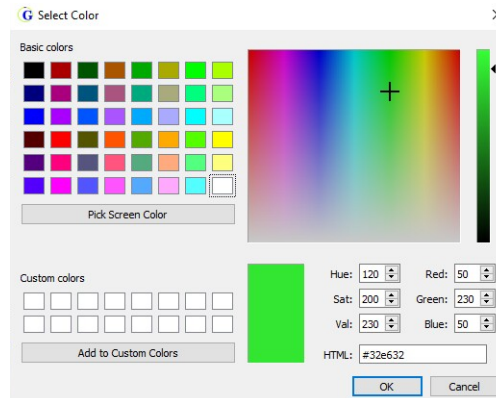 Select Color
Basic colors
Pick Screen Color
Custom colors
Add to Custom Colors
Hue: 120 Red: 50
Sat: 200 Green: 230
Val: 230 Blue: 50
HTML: #32e632
OK Cancel